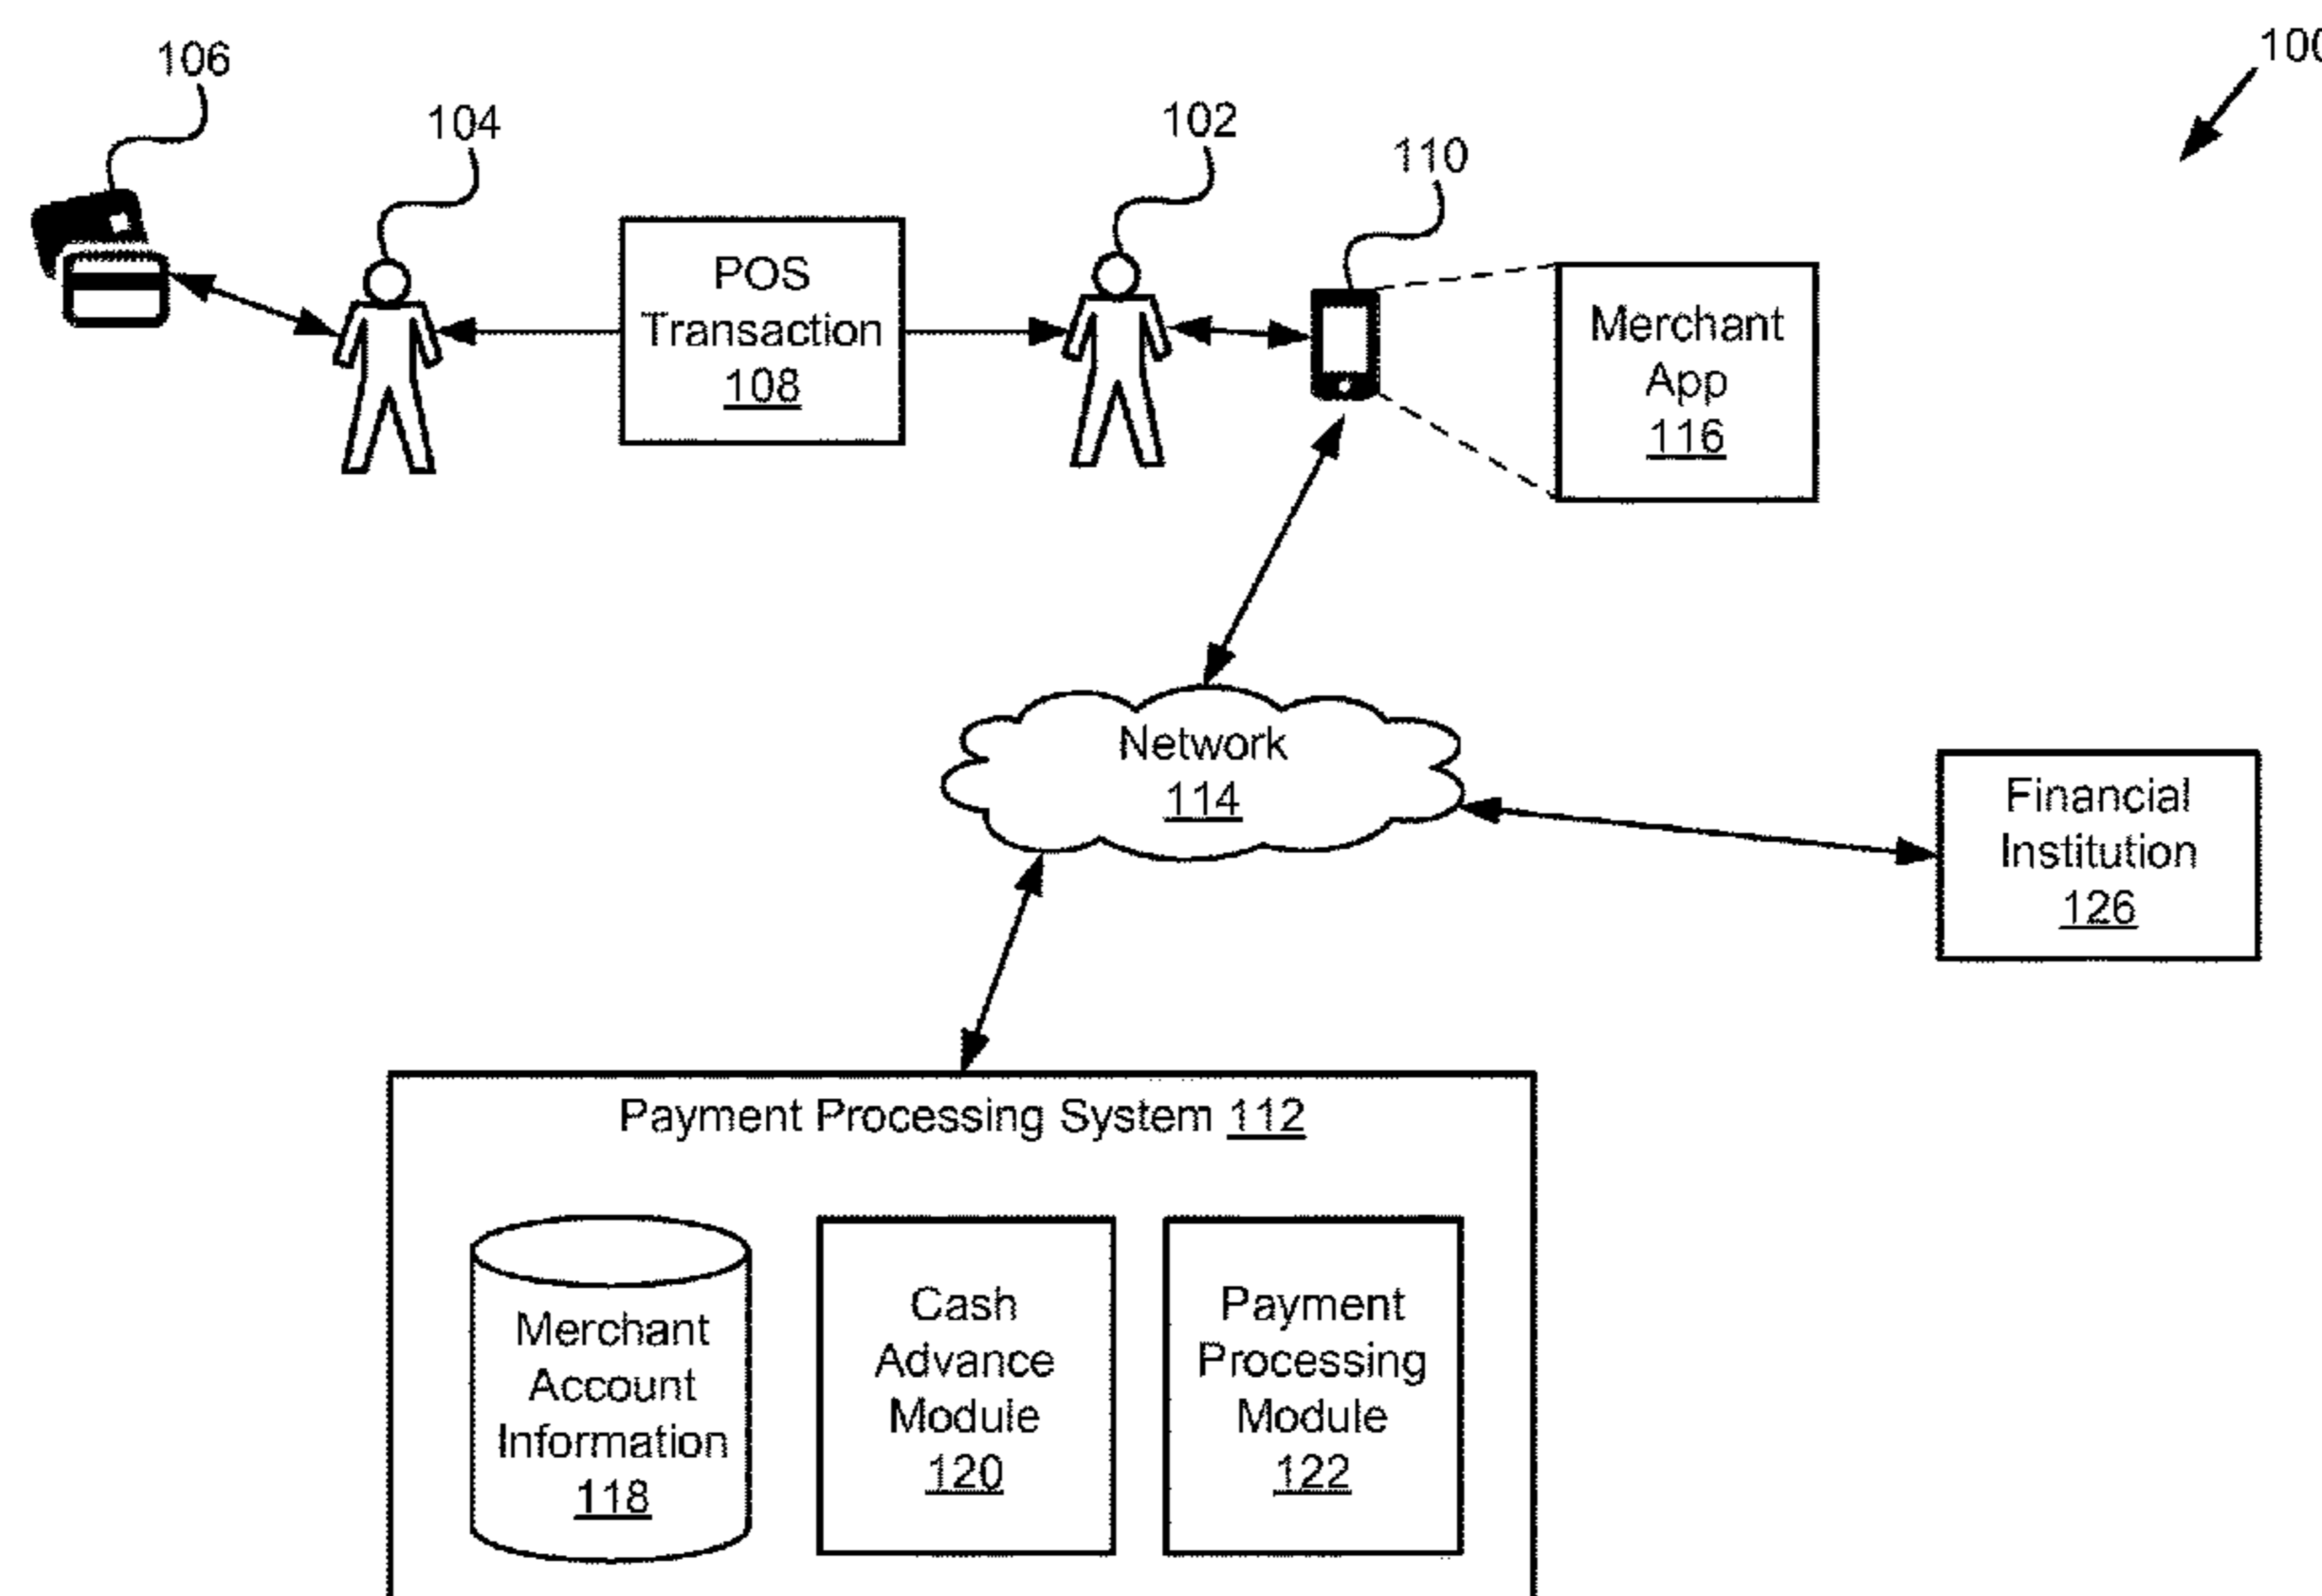 100
106
104
102
110
POS
Transaction
108
Merchant
App
116
Network
114
Financial
Institution
126
Payment Processing System 112
Merchant
Account
Information
118
Cash
Advance
Module
120
Payment
Processing
Module
122